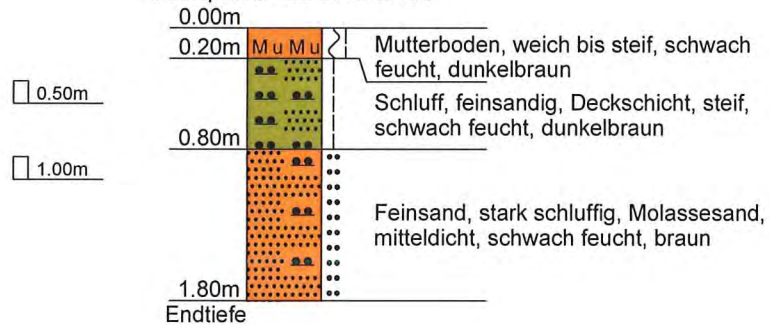 0.00m
0.20m
Mu Mu
Mutterboden, weich bis steif, schwach
feucht, dunkelbraun
0.50m
Schluff, feinsandig, Deckschicht, steif,
schwach feucht, dunkelbraun
0.80m
1.00m
Feinsand, stark schluffig, Molassesand,
mitteldicht, schwach feucht, braun
1.80m
Endtiefe